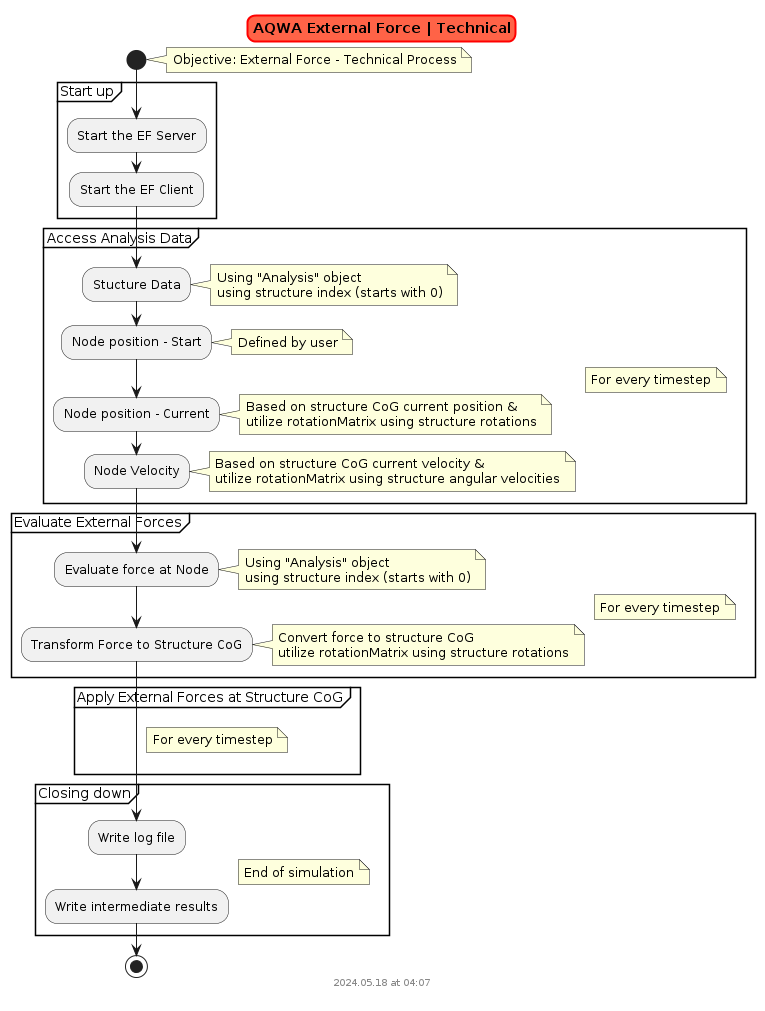 AQWA External Force | Technical
Objective: External Force - Technical Process
Start up
Start the EF Server
Start the EF Client
Access Analysis Data
Stucture Data
Using "Analysis" object
using structure index (starts with 0)
Node position - Start
Defined by user
For every timestep
Node position - Current
Based on structure CoG current position &
utilize rotationMatrix using structure rotations
Node Velocity
Based on structure CoG current velocity &
utilize rotationMatrix using structure angular velocities
Evaluate External Forces
Evaluate force at Node
Using "Analysis" object
using structure index (starts with 0)
For every timestep
Transform Force to Structure CoG
Convert force to structure CoG
utilize rotationMatrix using structure rotations
Apply External Forces at Structure CoG
For every timestep
Closing down
Write log file
End of simulation
Write intermediate results
2024.05.18 at 04:07